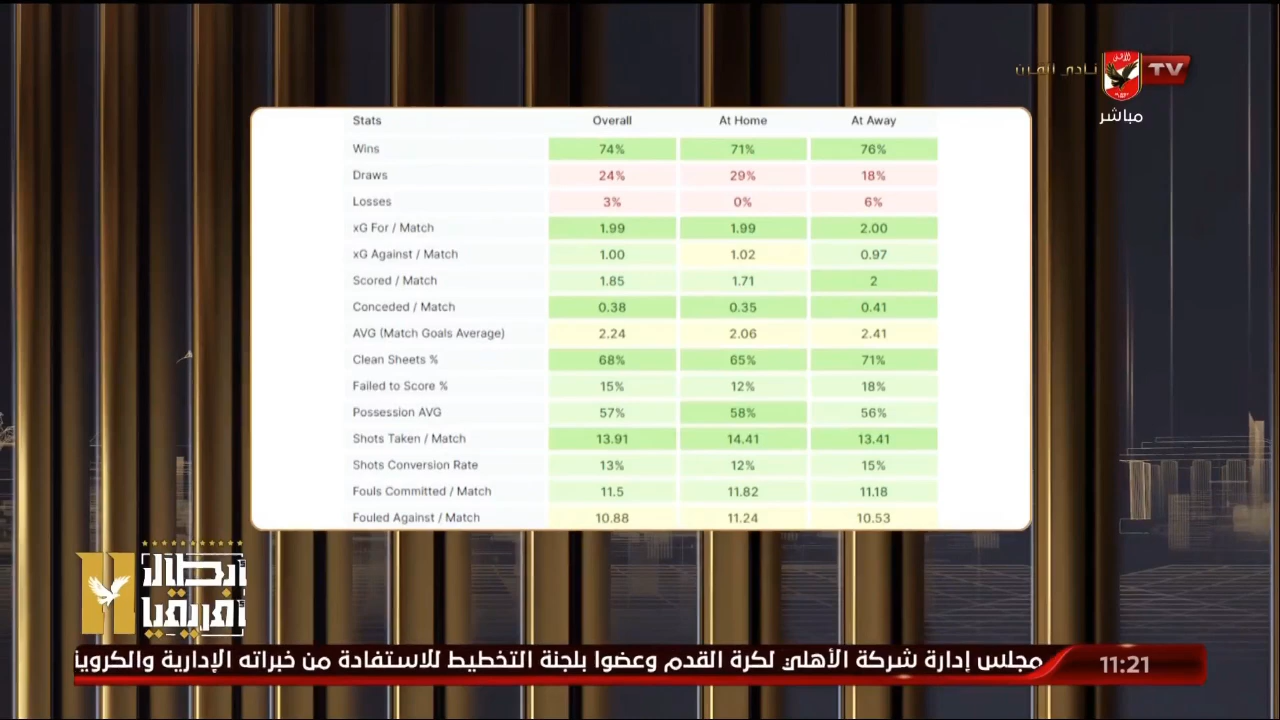 نادي القرن
TV
مباشر
Stats Overall At Home At Away
Wins 74% 71% 76%
Draws 24% 29% 18%
Losses 3% 0% 6%
xG For / Match 1.99 1.99 2.00
xG Against / Match 1.00 1.02 0.97
Scored / Match 1.85 1.71 2
Conceded / Match 0.38 0.35 0.41
AVG (Match Goals Average) 2.24 2.06 2.41
Clean Sheets % 68% 65% 71%
Failed to Score % 15% 12% 18%
Possession AVG 57% 58% 56%
Shots Taken / Match 13.91 14.41 13.41
Shots Conversion Rate 13% 12% 15%
Fouls Committed / Match 11.5 11.82 11.18
Fouled Against / Match 10.88 11.24 10.53
11 أبطال
أفريقيا
مجلس إدارة شركة الأهلي لكرة القدم وعضوا بلجنة التخطيط للاستفادة من خبراته الإدارية والكروية
11:21